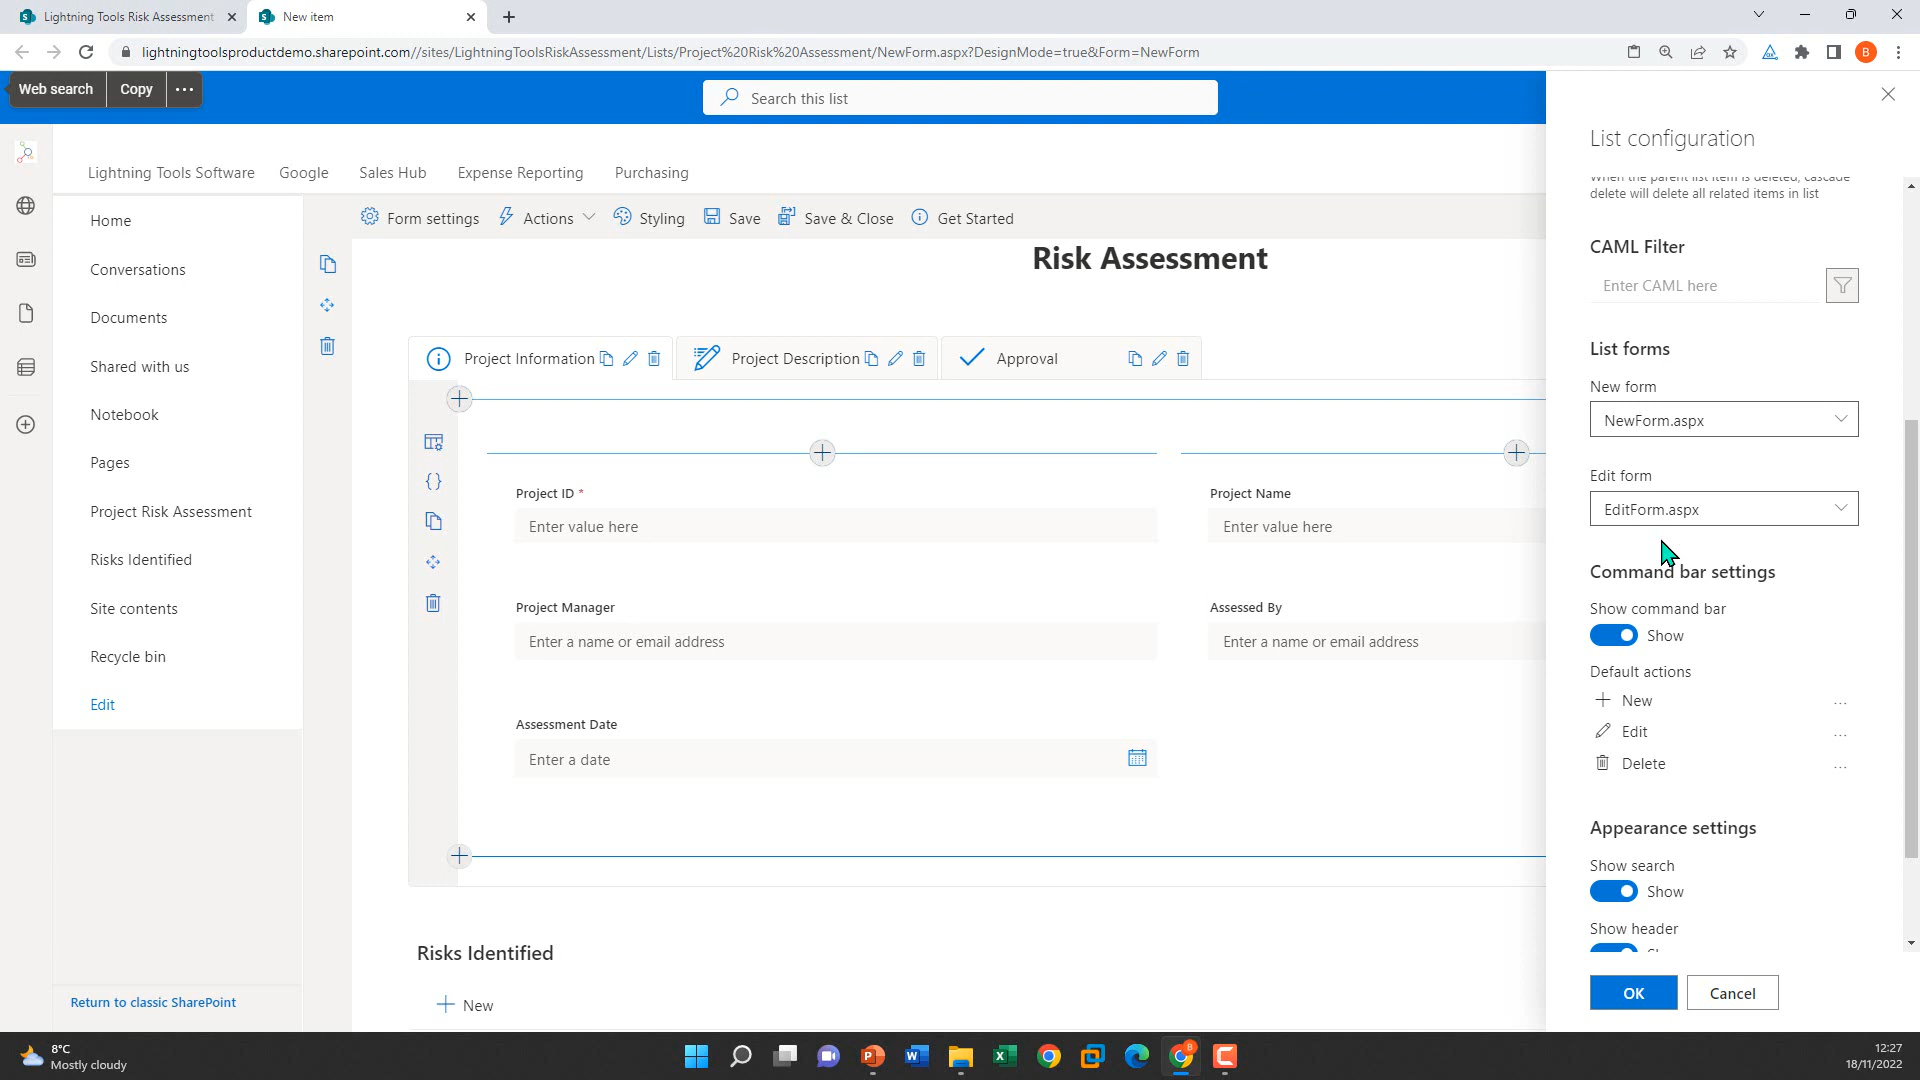 Lightning Tools Risk Assessment
New item
lightningtoolsproductdemo.sharepoint.com//sites/LightningToolsRiskAssessment/Lists/Project%20Risk%20Assessment/NewForm.aspx?DesignMode=true&Form=NewForm
B
Web search
Copy
Search this list
Lightning Tools Software
Google
Sales Hub
Expense Reporting
Purchasing
Home
Conversations
Documents
Shared with us
Notebook
Pages
Project Risk Assessment
Risks Identified
Site contents
Recycle bin
Edit
Return to classic SharePoint
Form settings
Actions
Styling
Save
Save & Close
Get Started
Risk Assessment
Project Information
Project Description
Approval
Project ID *
Enter value here
Project Name
Enter value here
Project Manager
Enter a name or email address
Assessed By
Enter a name or email address
Assessment Date
Enter a date
Risks Identified
New
List configuration
When the parent list item is deleted, cascade
delete will delete all related items in list
CAML Filter
Enter CAML here
List forms
New form
NewForm.aspx
Edit form
EditForm.aspx
Command bar settings
Show command bar
Show
Default actions
New
...
Edit
...
Delete
...
Appearance settings
Show search
Show
Show header
OK
Cancel
8°C
Mostly cloudy
12:27
18/11/2022